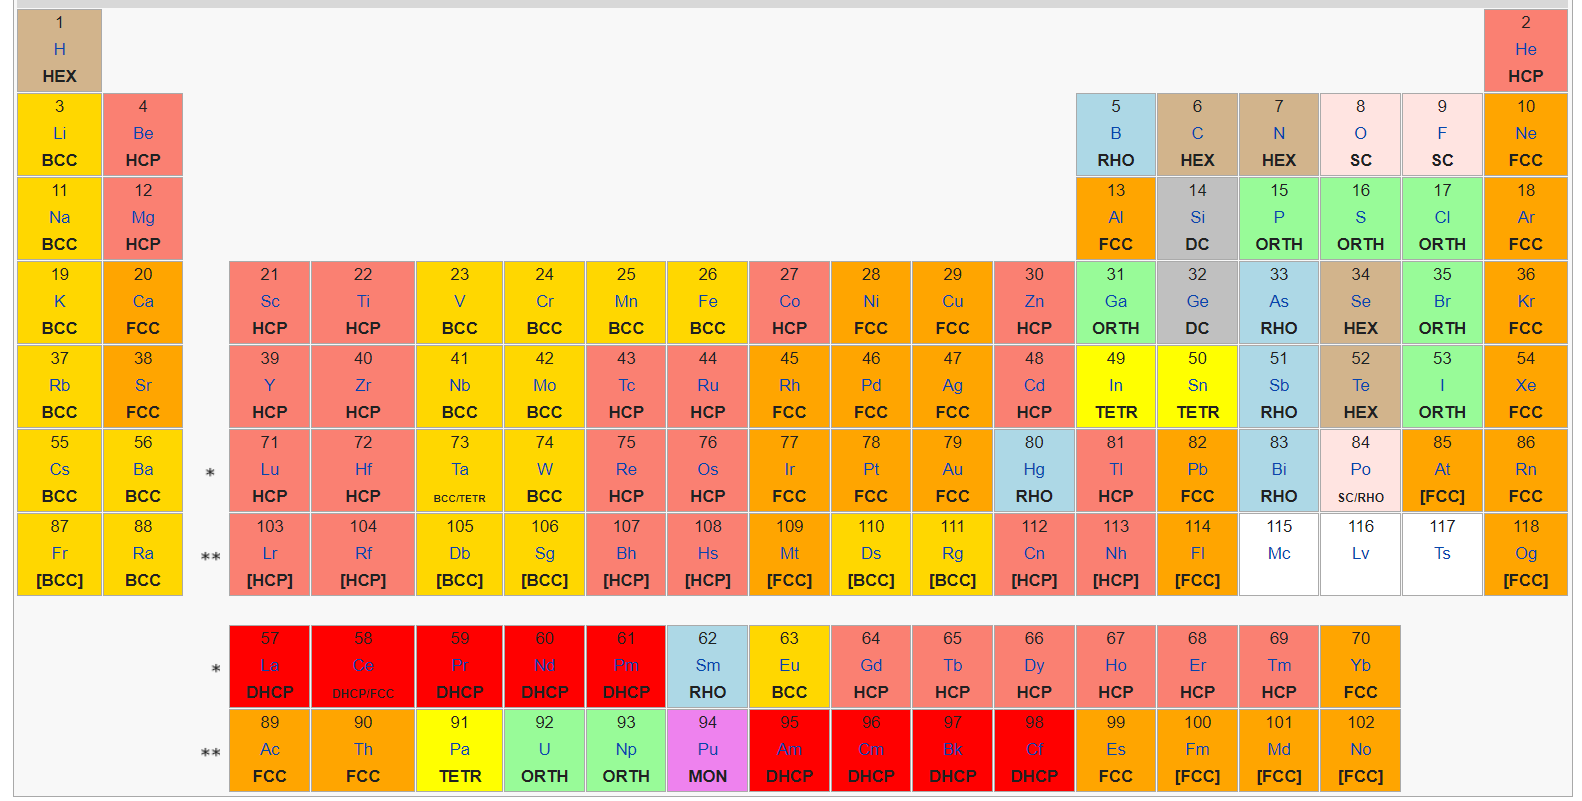 1 2
H He
HEX HCP
3 4 5 6 7 8 9 10
Li Be B C N O F Ne
BCC HCP RHO HEX HEX SC SC FCC
11 12 13 14 15 16 17 18
Na Mg Al Si P S Cl Ar
BCC HCP FCC DC ORTH ORTH ORTH FCC
19 20 21 22 23 24 25 26 27 28 29 30 31 32 33 34 35 36
K Ca Sc Ti V Cr Mn Fe Co Ni Cu Zn Ga Ge As Se Br Kr
BCC FCC HCP HCP BCC BCC BCC BCC HCP FCC FCC HCP ORTH DC RHO HEX ORTH FCC
37 38 39 40 41 42 43 44 45 46 47 48 49 50 51 52 53 54
Rb Sr Y Zr Nb Mo Tc Ru Rh Pd Ag Cd In Sn Sb Te I Xe
BCC FCC HCP HCP BCC BCC HCP HCP FCC FCC FCC HCP TETR TETR RHO HEX ORTH FCC
55 56 71 72 73 74 75 76 77 78 79 80 81 82 83 84 85 86
Cs Ba * Lu Hf Ta W Re Os Ir Pt Au Hg Tl Pb Bi Po At Rn
BCC BCC HCP HCP BCC/TETR BCC HCP HCP FCC FCC FCC RHO HCP FCC RHO SC/RHO [FCC] FCC
87 88 103 104 105 106 107 108 109 110 111 112 113 114 115 116 117 118
Fr Ra ** Lr Rf Db Sg Bh Hs Mt Ds Rg Cn Nh Fl Mc Lv Ts Og
[BCC] BCC [HCP] [HCP] [BCC] [BCC] [HCP] [HCP] [FCC] [BCC] [BCC] [HCP] [HCP] [FCC] [FCC]
57 58 59 60 61 62 63 64 65 66 67 68 69 70
* La Ce Pr Nd Pm Sm Eu Gd Tb Dy Ho Er Tm Yb
DHCP DHCP/FCC DHCP DHCP DHCP RHO BCC HCP HCP HCP HCP HCP HCP FCC
89 90 91 92 93 94 95 96 97 98 99 100 101 102
** Ac Th Pa U Np Pu Am Cm Bk Cf Es Fm Md No
FCC FCC TETR ORTH ORTH MON DHCP DHCP DHCP DHCP FCC [FCC] [FCC] [FCC]